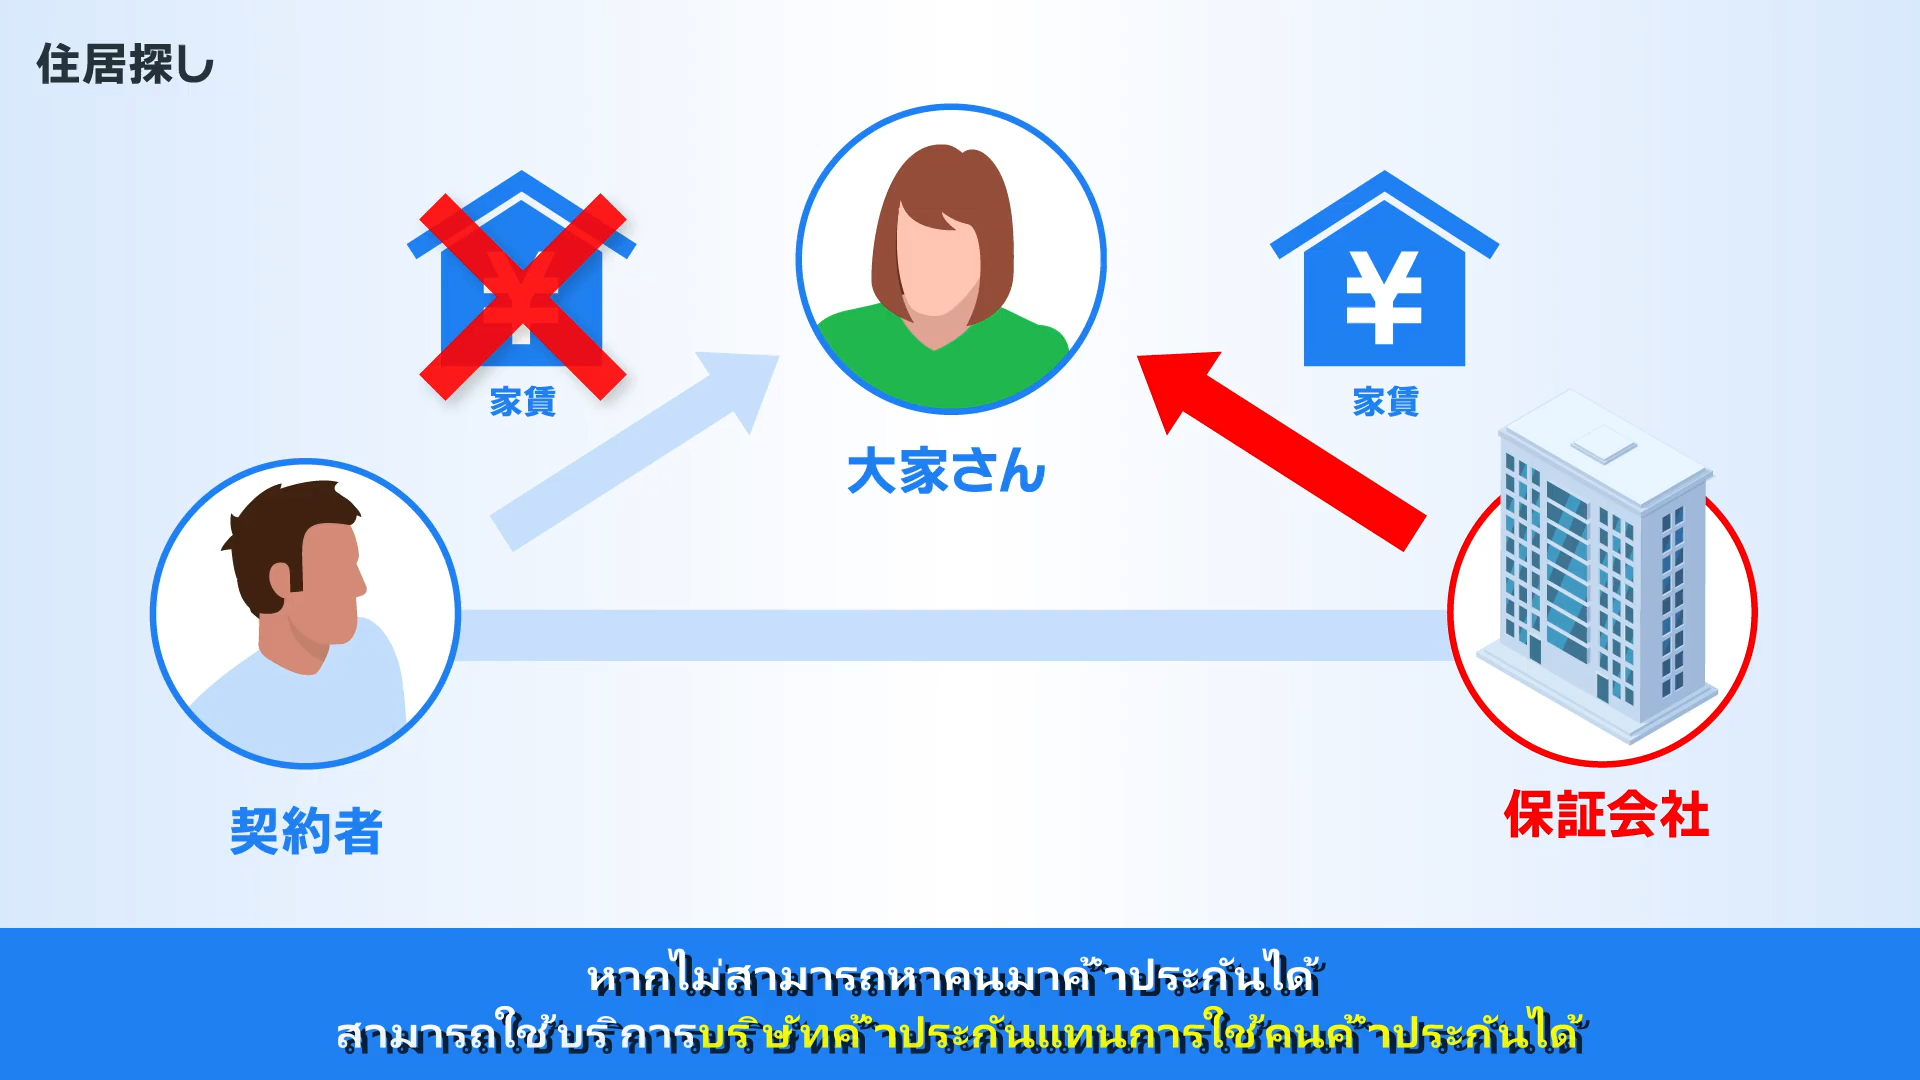 住居探し
¥
¥
家賃
家賃
大家さん
契約者
保証会社
หากไม่สามารถหาคนมาค้ำประกันได้
สามารถใช้บริการบริษัทค้ำประกันแทนการใช้คนค้ำประกันได้